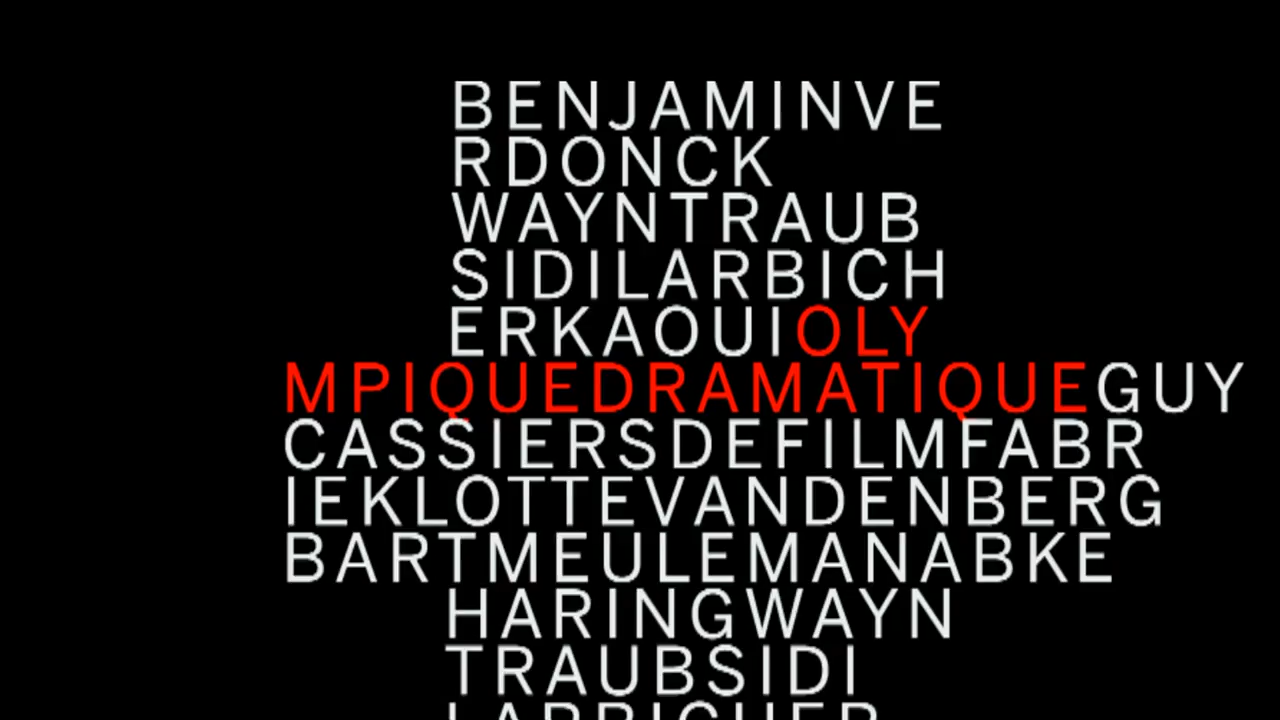 BENJAMINVE
RDONCK
WAYNTRAUB
SIDILARBICH
ERKAOUIOLY
MPIQUEDRAMATIQUEGUY
CASSIERSDEFILMFABR
IEKLOTTEVANDENBERG
BARTMEULEMANABKE
HARINGWAYN
TRAUBSIDI